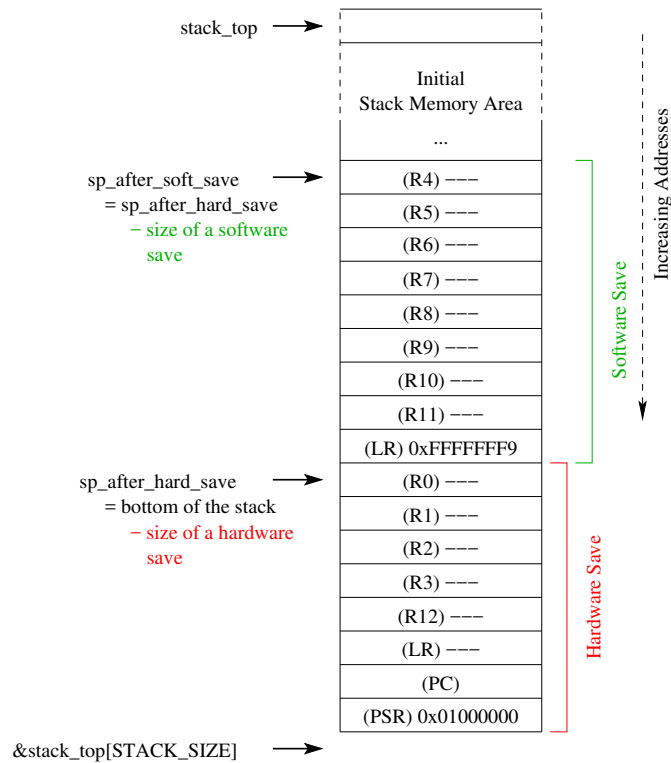 stack_top
Initial
Stack Memory Area
...
sp_after_soft_save
= sp_after_hard_save
− size of a software
save
(R4) −−−
(R5) −−−
(R6) −−−
(R7) −−−
(R8) −−−
(R9) −−−
(R10) −−−
(R11) −−−
(LR) 0xFFFFFFF9
Software Save
Increasing Addresses
sp_after_hard_save
= bottom of the stack
− size of a hardware
save
(R0) −−−
(R1) −−−
(R2) −−−
(R3) −−−
(R12) −−−
(LR) −−−
(PC)
(PSR) 0x01000000
Hardware Save
&stack_top[STACK_SIZE]